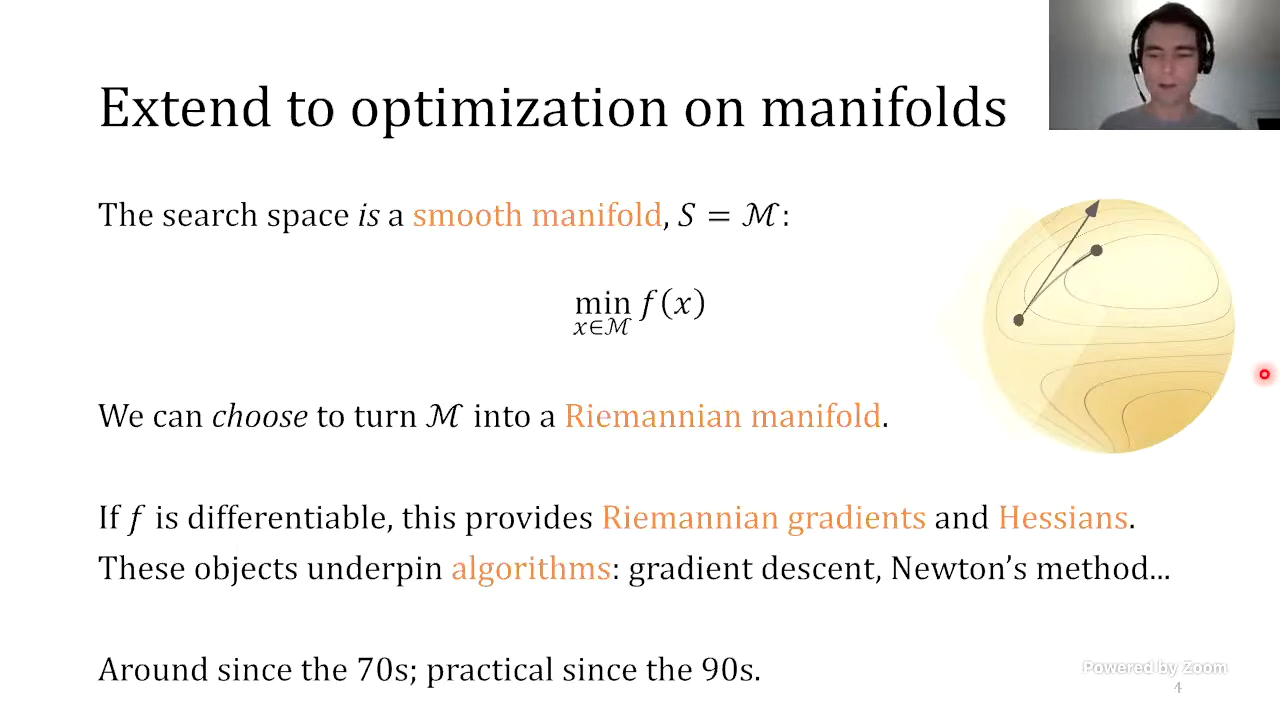 Extend to optimization on manifolds
The search space is a smooth manifold, S = ℳ:
min f(x)
x∈ℳ
We can choose to turn ℳ into a Riemannian manifold.
If f is differentiable, this provides Riemannian gradients and Hessians.
These objects underpin algorithms: gradient descent, Newton’s method...
Around since the 70s; practical since the 90s.
Powered by Zoom
4